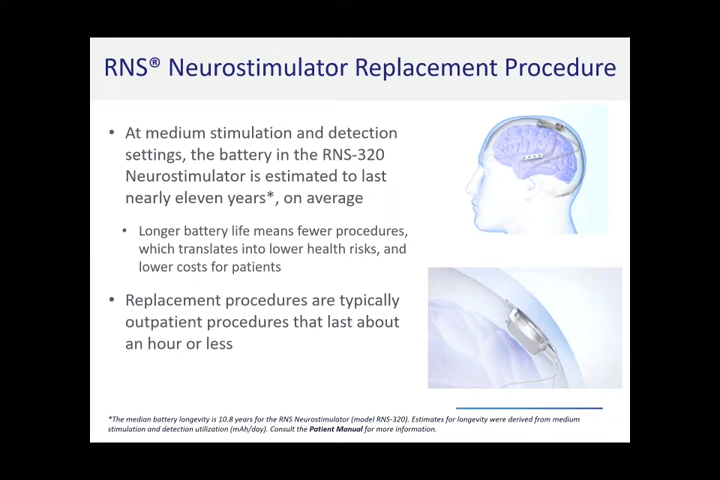 RNS® Neurostimulator Replacement Procedure
• At medium stimulation and detection
settings, the battery in the RNS-320
Neurostimulator is estimated to last
nearly eleven years*, on average
• Longer battery life means fewer procedures,
which translates into lower health risks, and
lower costs for patients
• Replacement procedures are typically
outpatient procedures that last about
an hour or less
*The median battery longevity is 10.8 years for the RNS Neurostimulator (model RNS-320). Estimates for longevity were derived from medium
stimulation and detection utilization (mAh/day). Consult the Patient Manual for more information.